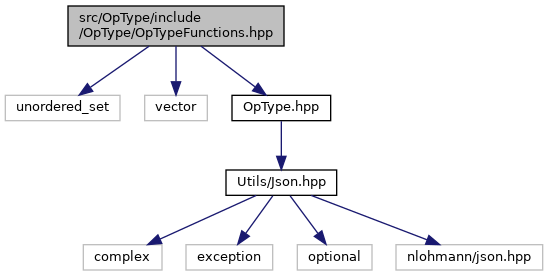 src/OpType/include
/OpType/OpTypeFunctions.hpp
unordered_set
vector
OpType.hpp
Utils/Json.hpp
complex
exception
optional
nlohmann/json.hpp